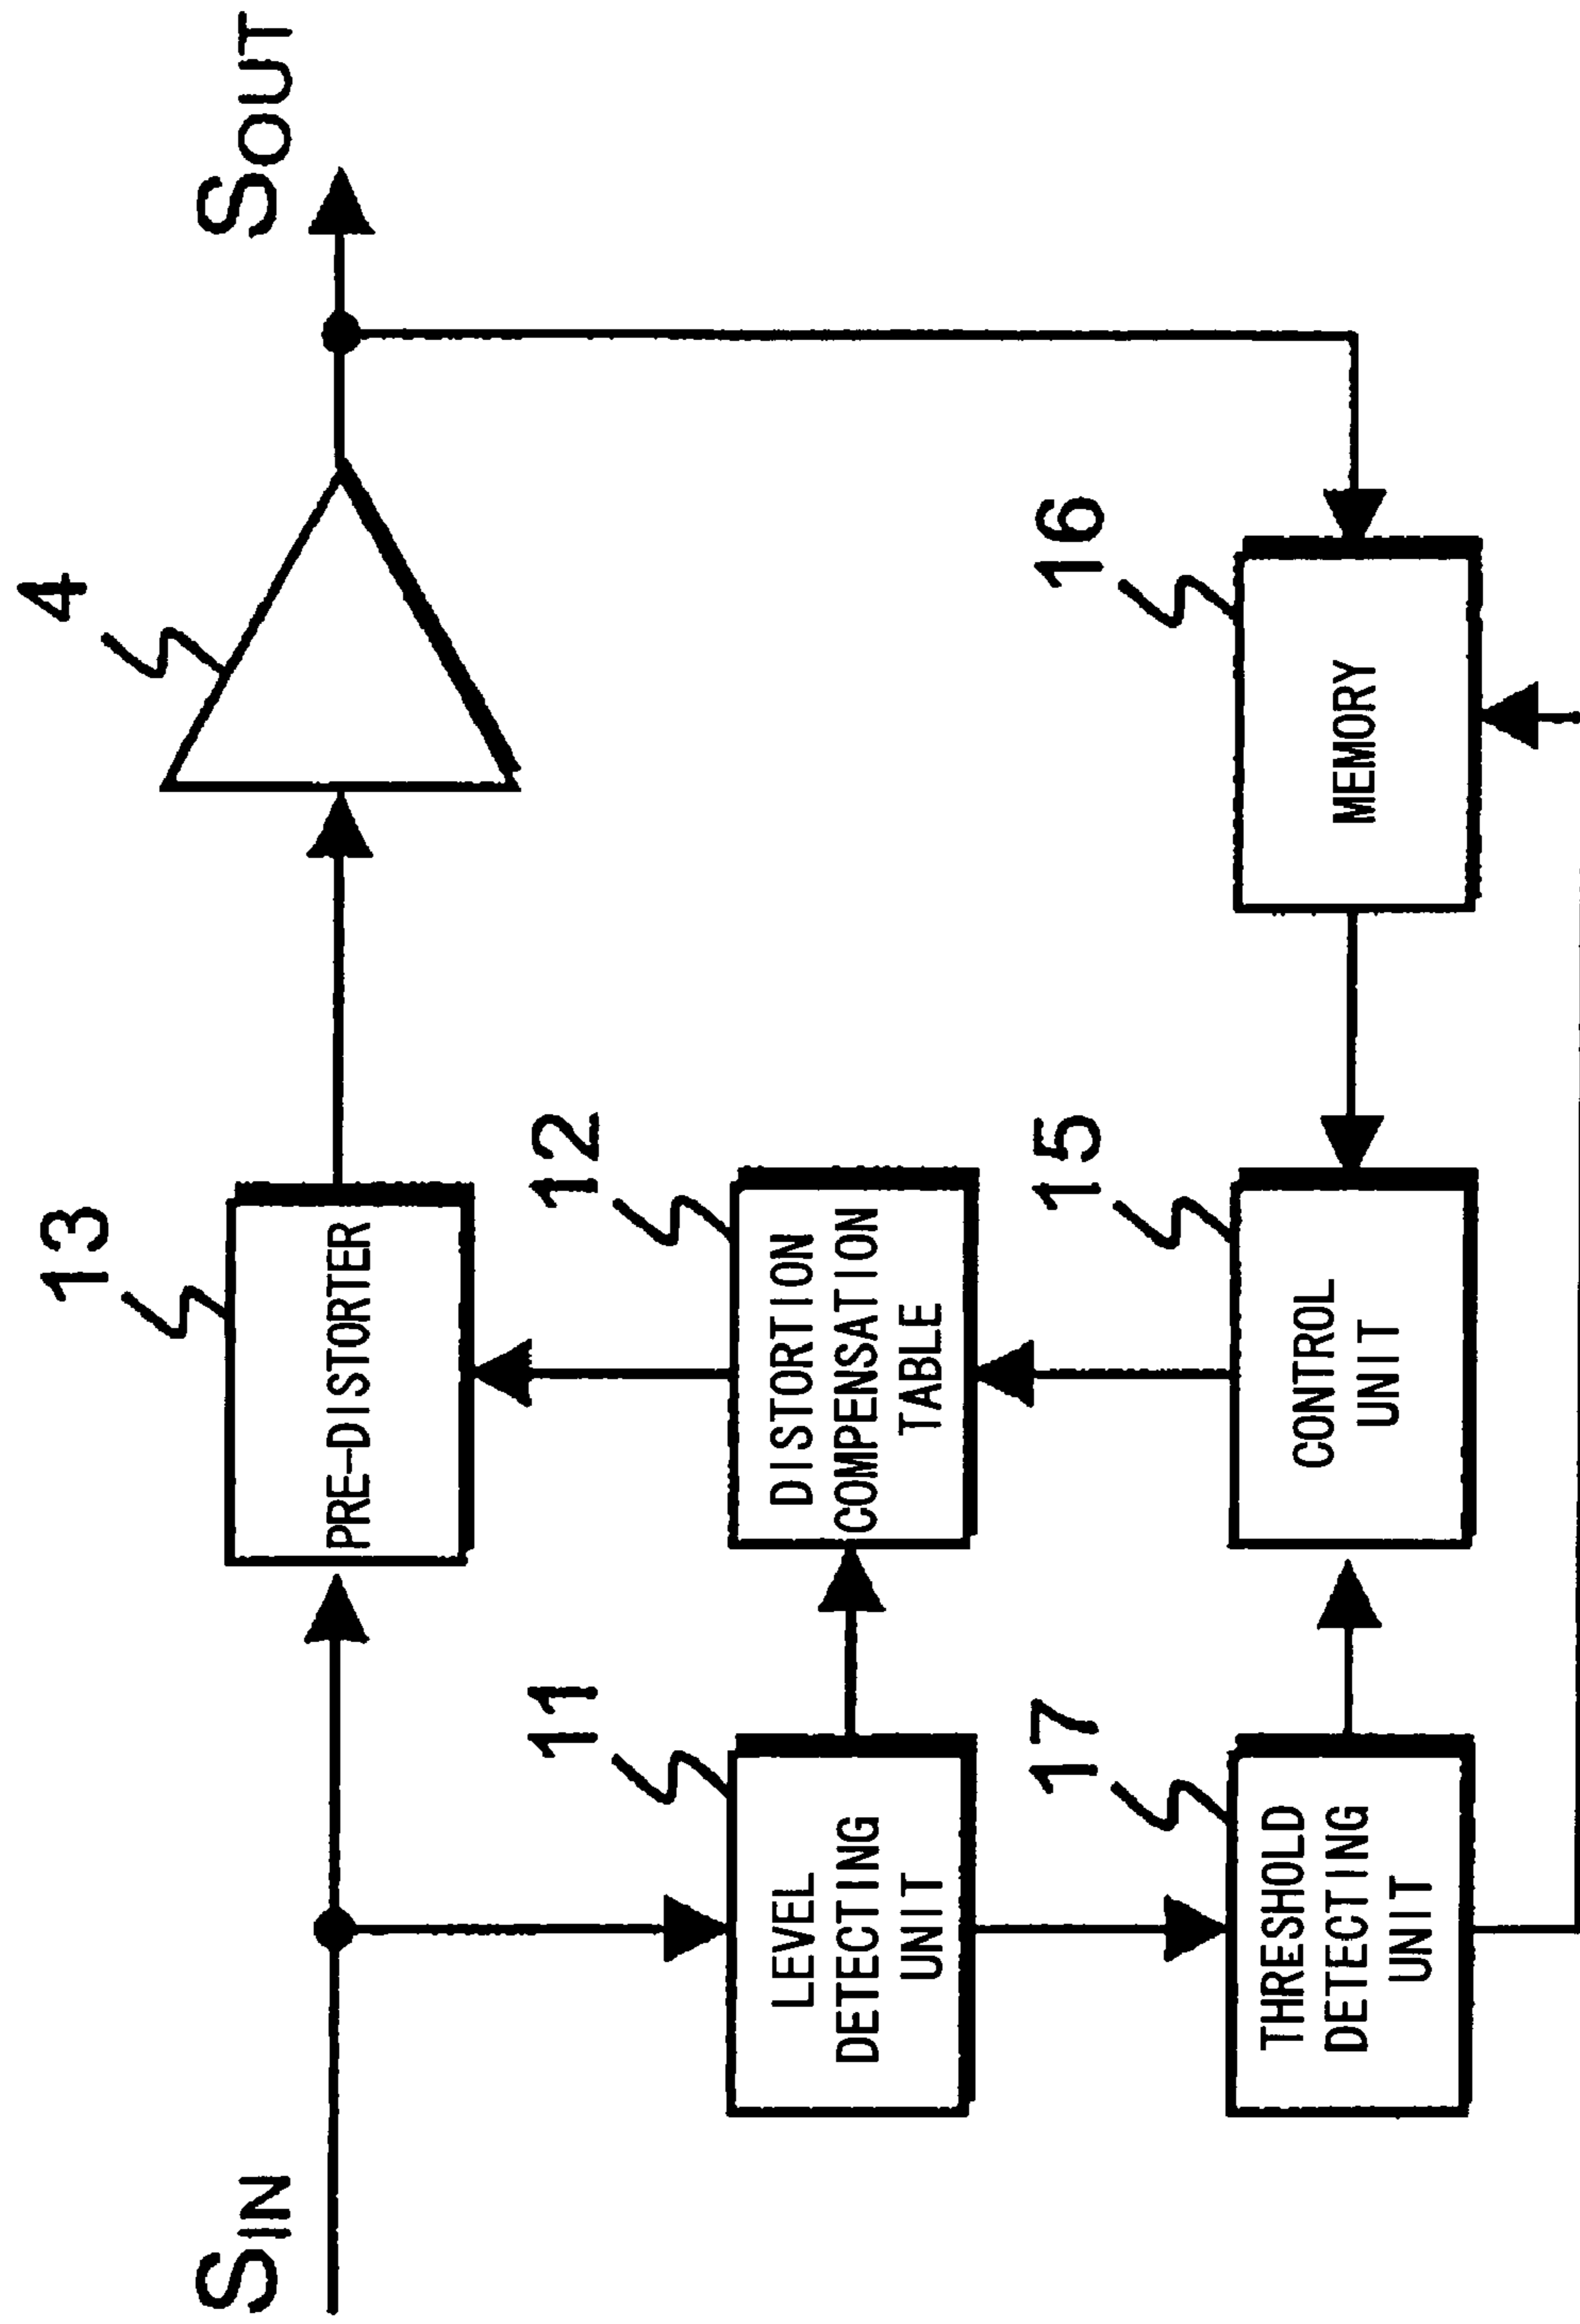 SIN
SOUT
4
13
PRE-DISTORTER
11
LEVEL
DETECTING
UNIT
12
DISTORTION
COMPENSATION
TABLE
17
THRESHOLD
DETECTING
UNIT
15
CONTROL
UNIT
16
MEMORY